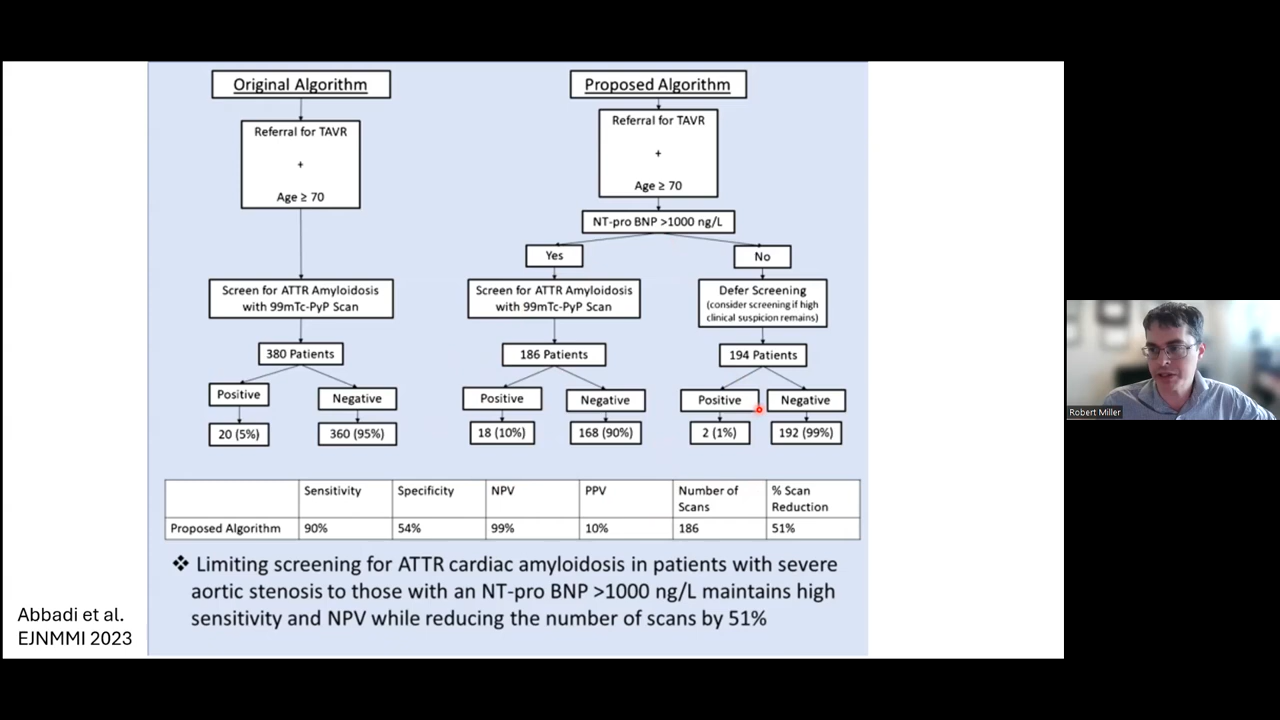 Original Algorithm
Referral for TAVR
+
Age ≥ 70
Screen for ATTR Amyloidosis
with 99mTc-PyP Scan
380 Patients
Positive
Negative
20 (5%)
360 (95%)
Proposed Algorithm
Referral for TAVR
+
Age ≥ 70
NT-pro BNP >1000 ng/L
Yes
No
Screen for ATTR Amyloidosis
with 99mTc-PyP Scan
Defer Screening
(consider screening if high
clinical suspicion remains)
186 Patients
194 Patients
Positive
Negative
Positive
Negative
18 (10%)
168 (90%)
2 (1%)
192 (99%)
Sensitivity
Specificity
NPV
PPV
Number of
Scans
% Scan
Reduction
Proposed Algorithm
90%
54%
99%
10%
186
51%
❖ Limiting screening for ATTR cardiac amyloidosis in patients with severe
aortic stenosis to those with an NT-pro BNP >1000 ng/L maintains high
sensitivity and NPV while reducing the number of scans by 51%
Abbadi et al.
EJNMMI 2023
Robert Miller